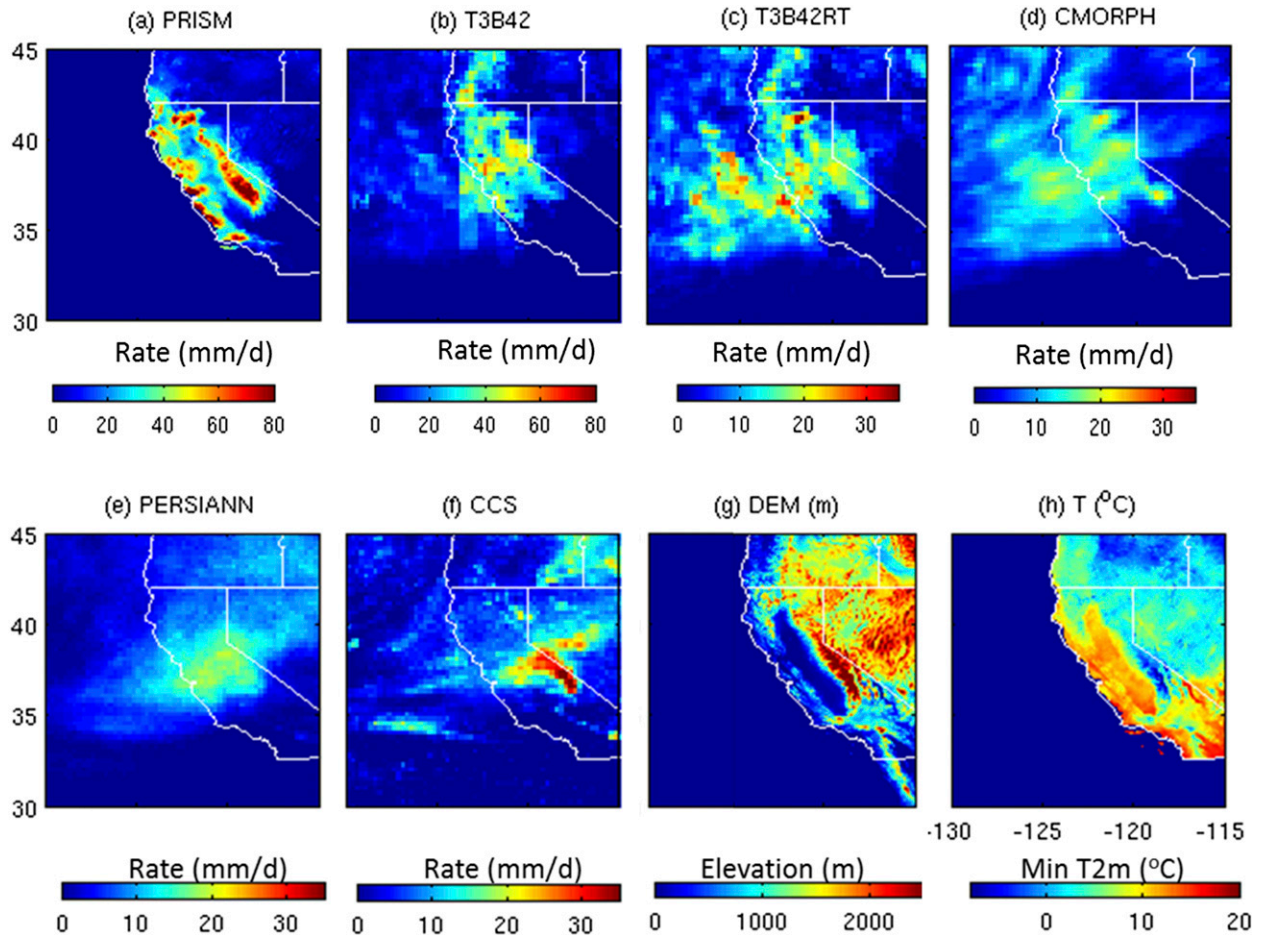 (a) PRISM
(b) T3B42
(c) T3B42RT
(d) CMORPH
45
40
35
30
Rate (mm/d)
Rate (mm/d)
Rate (mm/d)
Rate (mm/d)
0 20 40 60 80
0 20 40 60 80
0 10 20 30
0 10 20 30
(e) PERSIANN
(f) CCS
(g) DEM (m)
(h) T (°C)
45
40
35
30
-130 -125 -120 -115
Rate (mm/d)
Rate (mm/d)
Elevation (m)
Min T2m (°C)
0 10 20 30
0 10 20 30
0 1000 2000
0 10 20